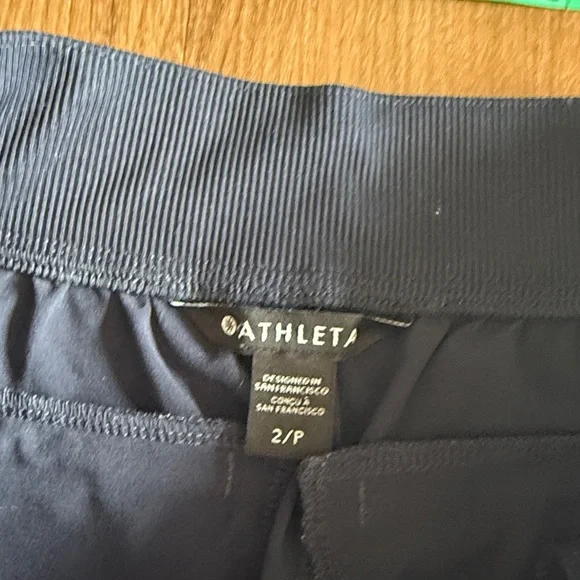 ATHLETA
DESIGNED IN
SAN FRANCISCO
CONÇU À
SAN FRANCISCO
2/P